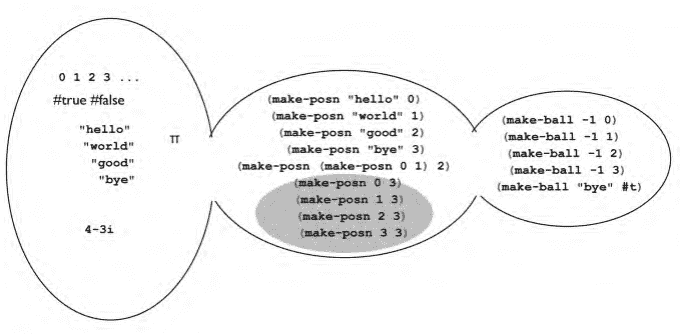 0 1 2 3 ...
#true #false
"hello"
"world"
"good"
"bye"
π
4-3i
(make-posn "hello" 0)
(make-posn "world" 1)
(make-posn "good" 2)
(make-posn "bye" 3)
(make-posn (make-posn 0 1) 2)
(make-posn 0 3)
(make-posn 1 3)
(make-posn 2 3)
(make-posn 3 3)
(make-ball -1 0)
(make-ball -1 1)
(make-ball -1 2)
(make-ball -1 3)
(make-ball "bye" #t)